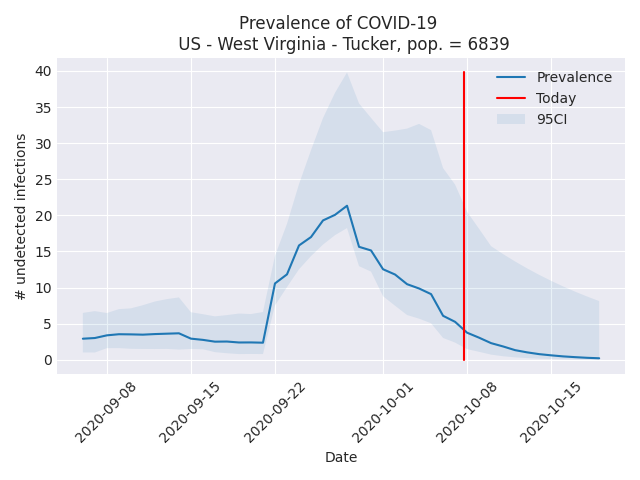 Prevalence of COVID-19
US - West Virginia - Tucker, pop. = 6839
# undetected infections
40
35
30
25
20
15
10
5
0
Prevalence
Today
95CI
2020-09-08
2020-09-15
2020-09-22
2020-10-01
2020-10-08
2020-10-15
Date